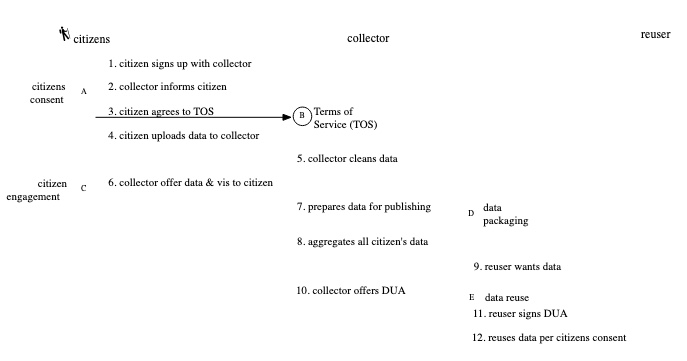 citizens
collector
reuser
1. citizen signs up with collector
citizens
consent
A
2. collector informs citizen
3. citizen agrees to TOS
B
Terms of
Service (TOS)
4. citizen uploads data to collector
5. collector cleans data
citizen
engagement
C
6. collector offer data & vis to citizen
7. prepares data for publishing
D
data
packaging
8. aggregates all citizen's data
9. reuser wants data
10. collector offers DUA
E
data reuse
11. reuser signs DUA
12. reuses data per citizens consent